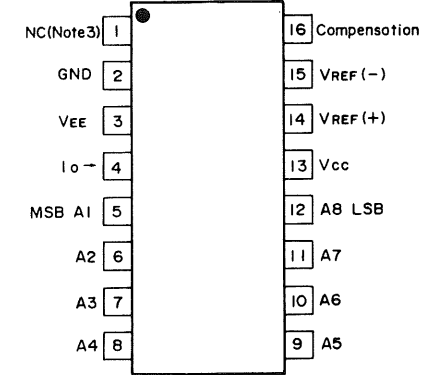 NC(Note3) 1 16 Compensation
GND 2 15 VREF (-)
VEE 3 14 VREF (+)
Io→ 4 13 Vcc
MSB A1 5 12 A8 LSB
A2 6 11 A7
A3 7 10 A6
A4 8 9 A5